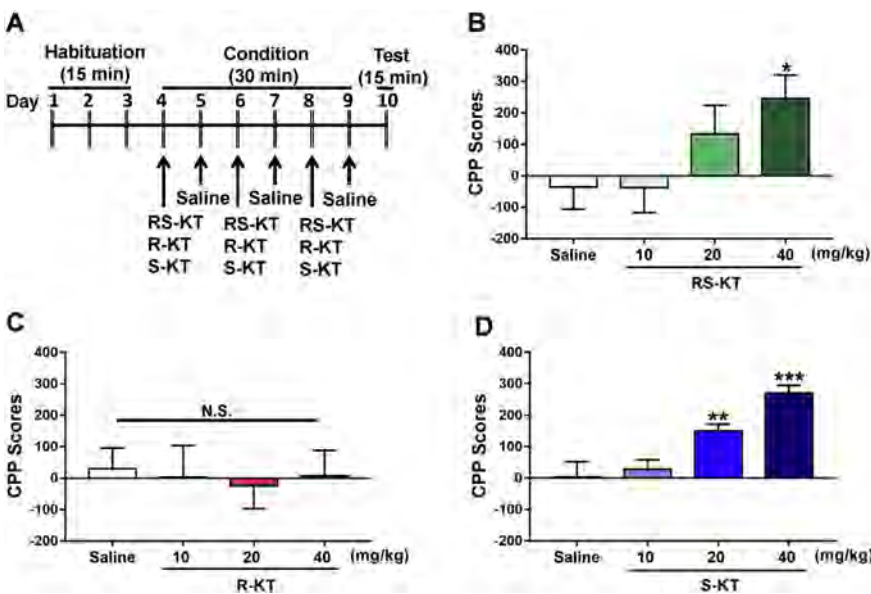 A
Habituation Condition Test
(15 min) (30 min) (15 min)
Day 1 2 3 4 5 6 7 8 9 10
Saline Saline Saline
RS-KT RS-KT RS-KT
R-KT R-KT R-KT
S-KT S-KT S-KT
B
CPP Scores
400
300
200
100
0
-100
-200
*
Saline 10 20 40 (mg/kg)
RS-KT
C
CPP Scores
400
300
200
100
0
-100
-200
N.S.
Saline 10 20 40 (mg/kg)
R-KT
D
CPP Scores
400
300
200
100
0
-100
-200
**
***
Saline 10 20 40 (mg/kg)
S-KT